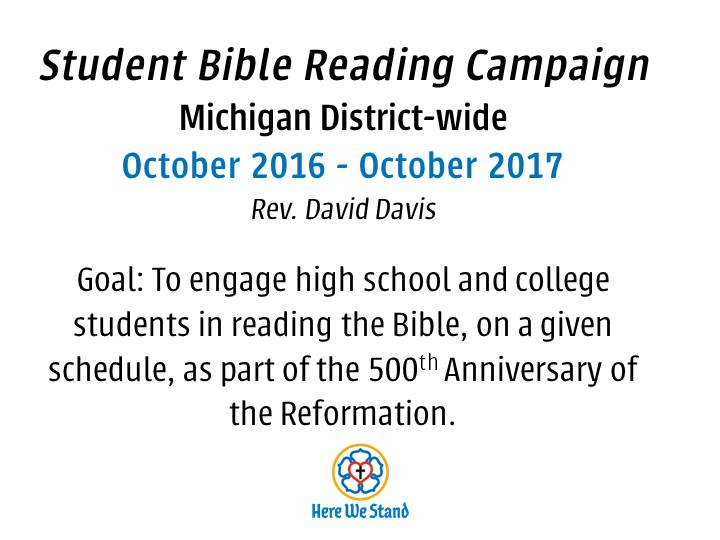 Student Bible Reading Campaign
Michigan District-wide
October 2016 - October 2017
Rev. David Davis
Goal: To engage high school and college
students in reading the Bible, on a given
schedule, as part of the 500th Anniversary of
the Reformation.
Here We Stand